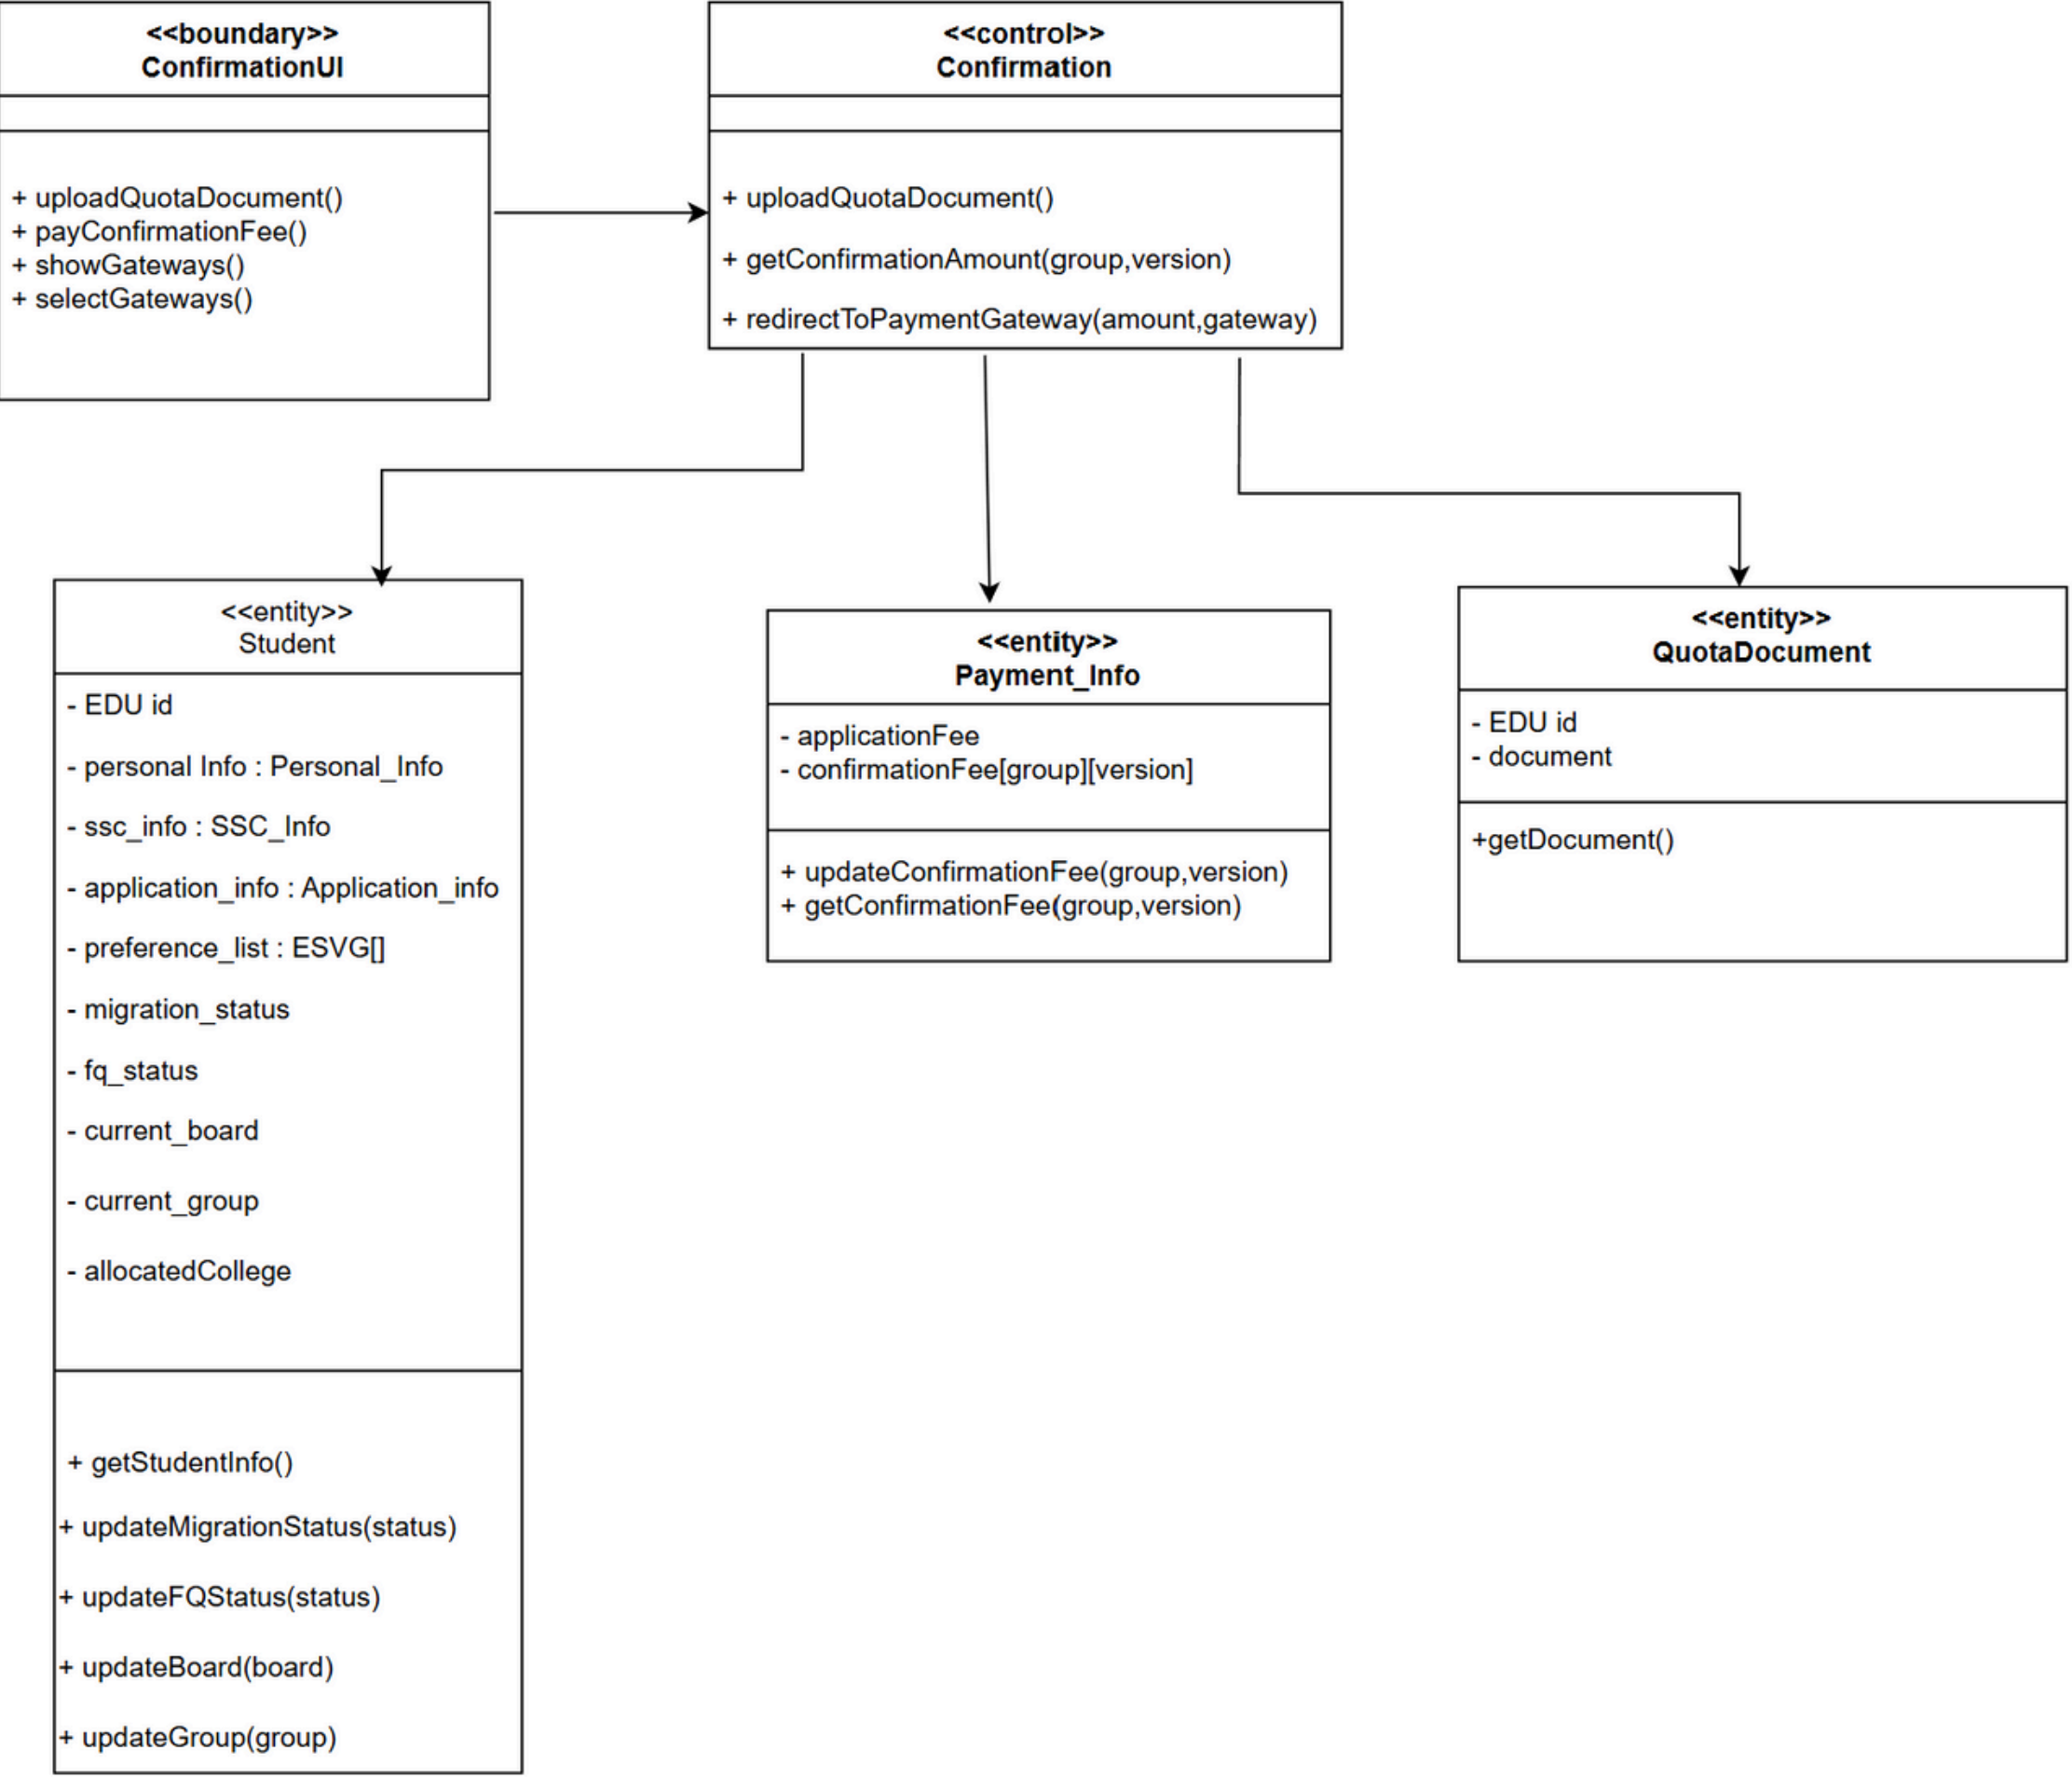 <<boundary>>
ConfirmationUI
+ uploadQuotaDocument()
+ payConfirmationFee()
+ showGateways()
+ selectGateways()
<<control>>
Confirmation
+ uploadQuotaDocument()
+ getConfirmationAmount(group,version)
+ redirectToPaymentGateway(amount,gateway)
<<entity>>
Student
- EDU id
- personal Info : Personal_Info
- ssc_info : SSC_Info
- application_info : Application_info
- preference_list : ESVG[]
- migration_status
- fq_status
- current_board
- current_group
- allocatedCollege
+ getStudentInfo()
+ updateMigrationStatus(status)
+ updateFQStatus(status)
+ updateBoard(board)
+ updateGroup(group)
<<entity>>
Payment_Info
- applicationFee
- confirmationFee[group][version]
+ updateConfirmationFee(group,version)
+ getConfirmationFee(group,version)
<<entity>>
QuotaDocument
- EDU id
- document
+getDocument()